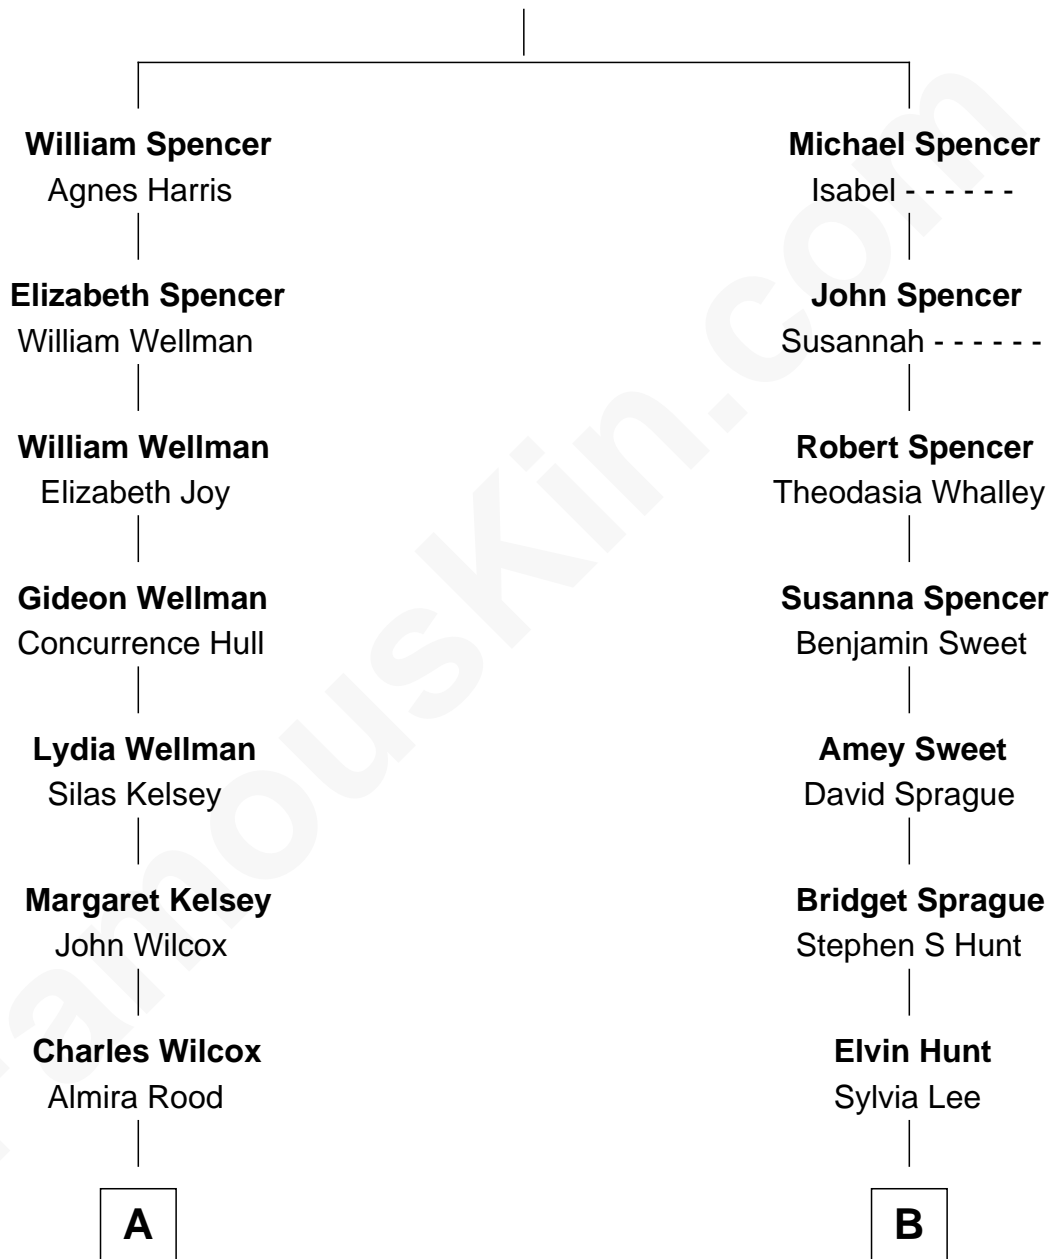 William Spencer
Agnes Harris
Elizabeth Spencer
William Wellman
William Wellman
Elizabeth Joy
Gideon Wellman
Concurrence Hull
Lydia Wellman
Silas Kelsey
Margaret Kelsey
John Wilcox
Charles Wilcox
Almira Rood
A
Michael Spencer
Isabel - - - - - -
John Spencer
Susannah - - - - - -
Robert Spencer
Theodasia Whalley
Susanna Spencer
Benjamin Sweet
Amey Sweet
David Sprague
Bridget Sprague
Stephen S Hunt
Elvin Hunt
Sylvia Lee
B
FamousKin.com